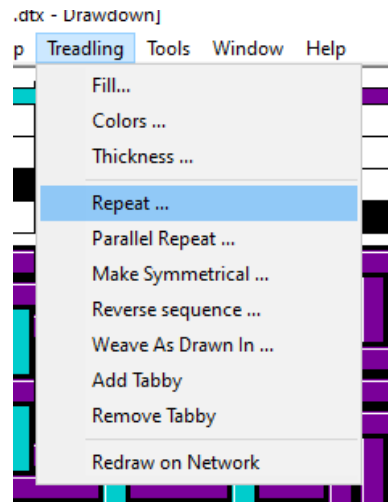 .dtx - Drawdown]
p Treadling Tools Window Help
Fill...
Colors ...
Thickness ...
Repeat ...
Parallel Repeat ...
Make Symmetrical ...
Reverse sequence ...
Weave As Drawn In ...
Add Tabby
Remove Tabby
Redraw on Network